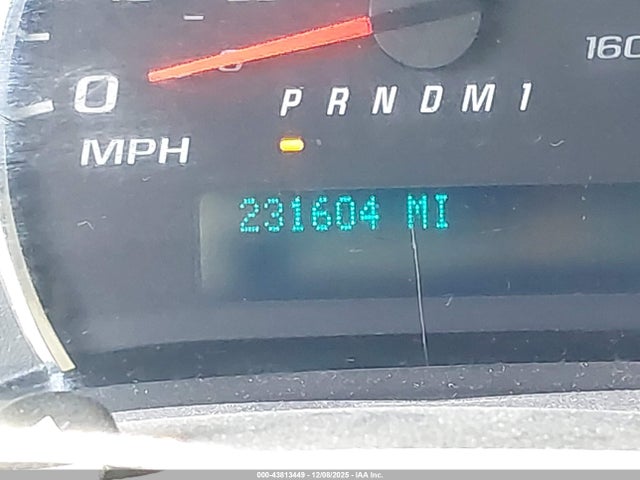 160
0
P R N D M 1
MPH
231604 MI
000-43813449 - 12/08/2025 - IAA Inc.